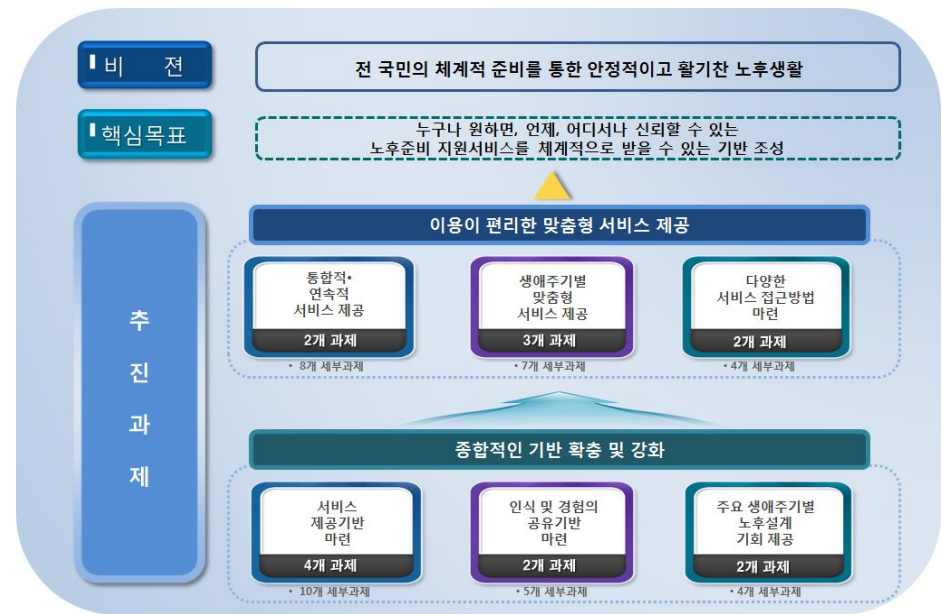 비 전
전 국민의 체계적 준비를 통한 안정적이고 활기찬 노후생활
핵심목표
누구나 원하면, 언제, 어디서나 신뢰할 수 있는
노후준비 지원서비스를 체계적으로 받을 수 있는 기반 조성
추
진
과
제
이용이 편리한 맞춤형 서비스 제공
통합적•
연속적
서비스 제공
2개 과제
• 8개 세부과제
생애주기별
맞춤형
서비스 제공
3개 과제
• 7개 세부과제
다양한
서비스 접근방법
마련
2개 과제
• 4개 세부과제
종합적인 기반 확충 및 강화
서비스
제공기반
마련
4개 과제
• 10개 세부과제
인식 및 경험의
공유기반
마련
2개 과제
• 5개 세부과제
주요 생애주기별
노후설계
기회 제공
2개 과제
• 4개 세부과제